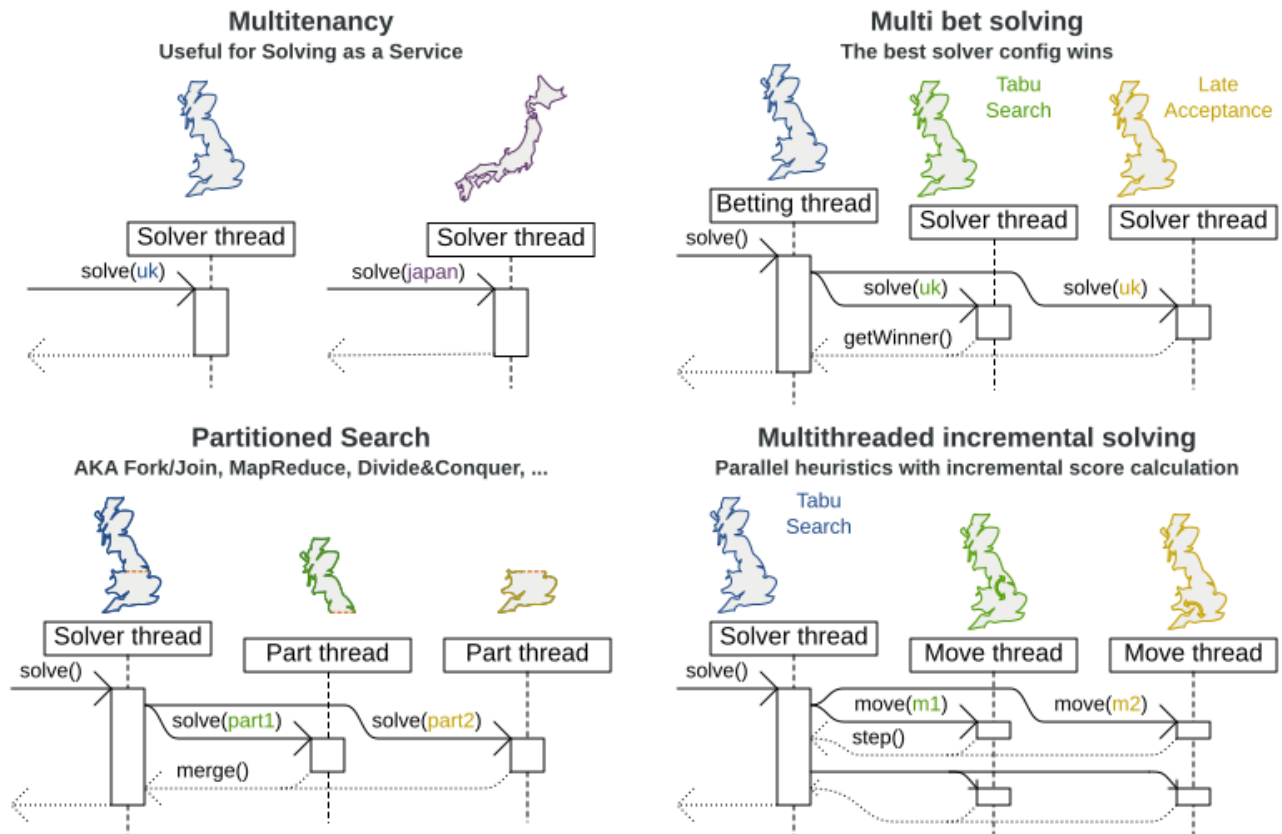 Multitenancy
Useful for Solving as a Service
Solver thread
Solver thread
solve(uk)
solve(japan)
Multi bet solving
The best solver config wins
Tabu
Search
Late
Acceptance
Betting thread
Solver thread
Solver thread
solve()
solve(uk)
solve(uk)
getWinner()
Partitioned Search
AKA Fork/Join, MapReduce, Divide&Conquer, ...
Solver thread
Part thread
Part thread
solve()
solve(part1)
solve(part2)
merge()
Multithreaded incremental solving
Parallel heuristics with incremental score calculation
Tabu
Search
Solver thread
Move thread
Move thread
solve()
move(m1)
move(m2)
step()